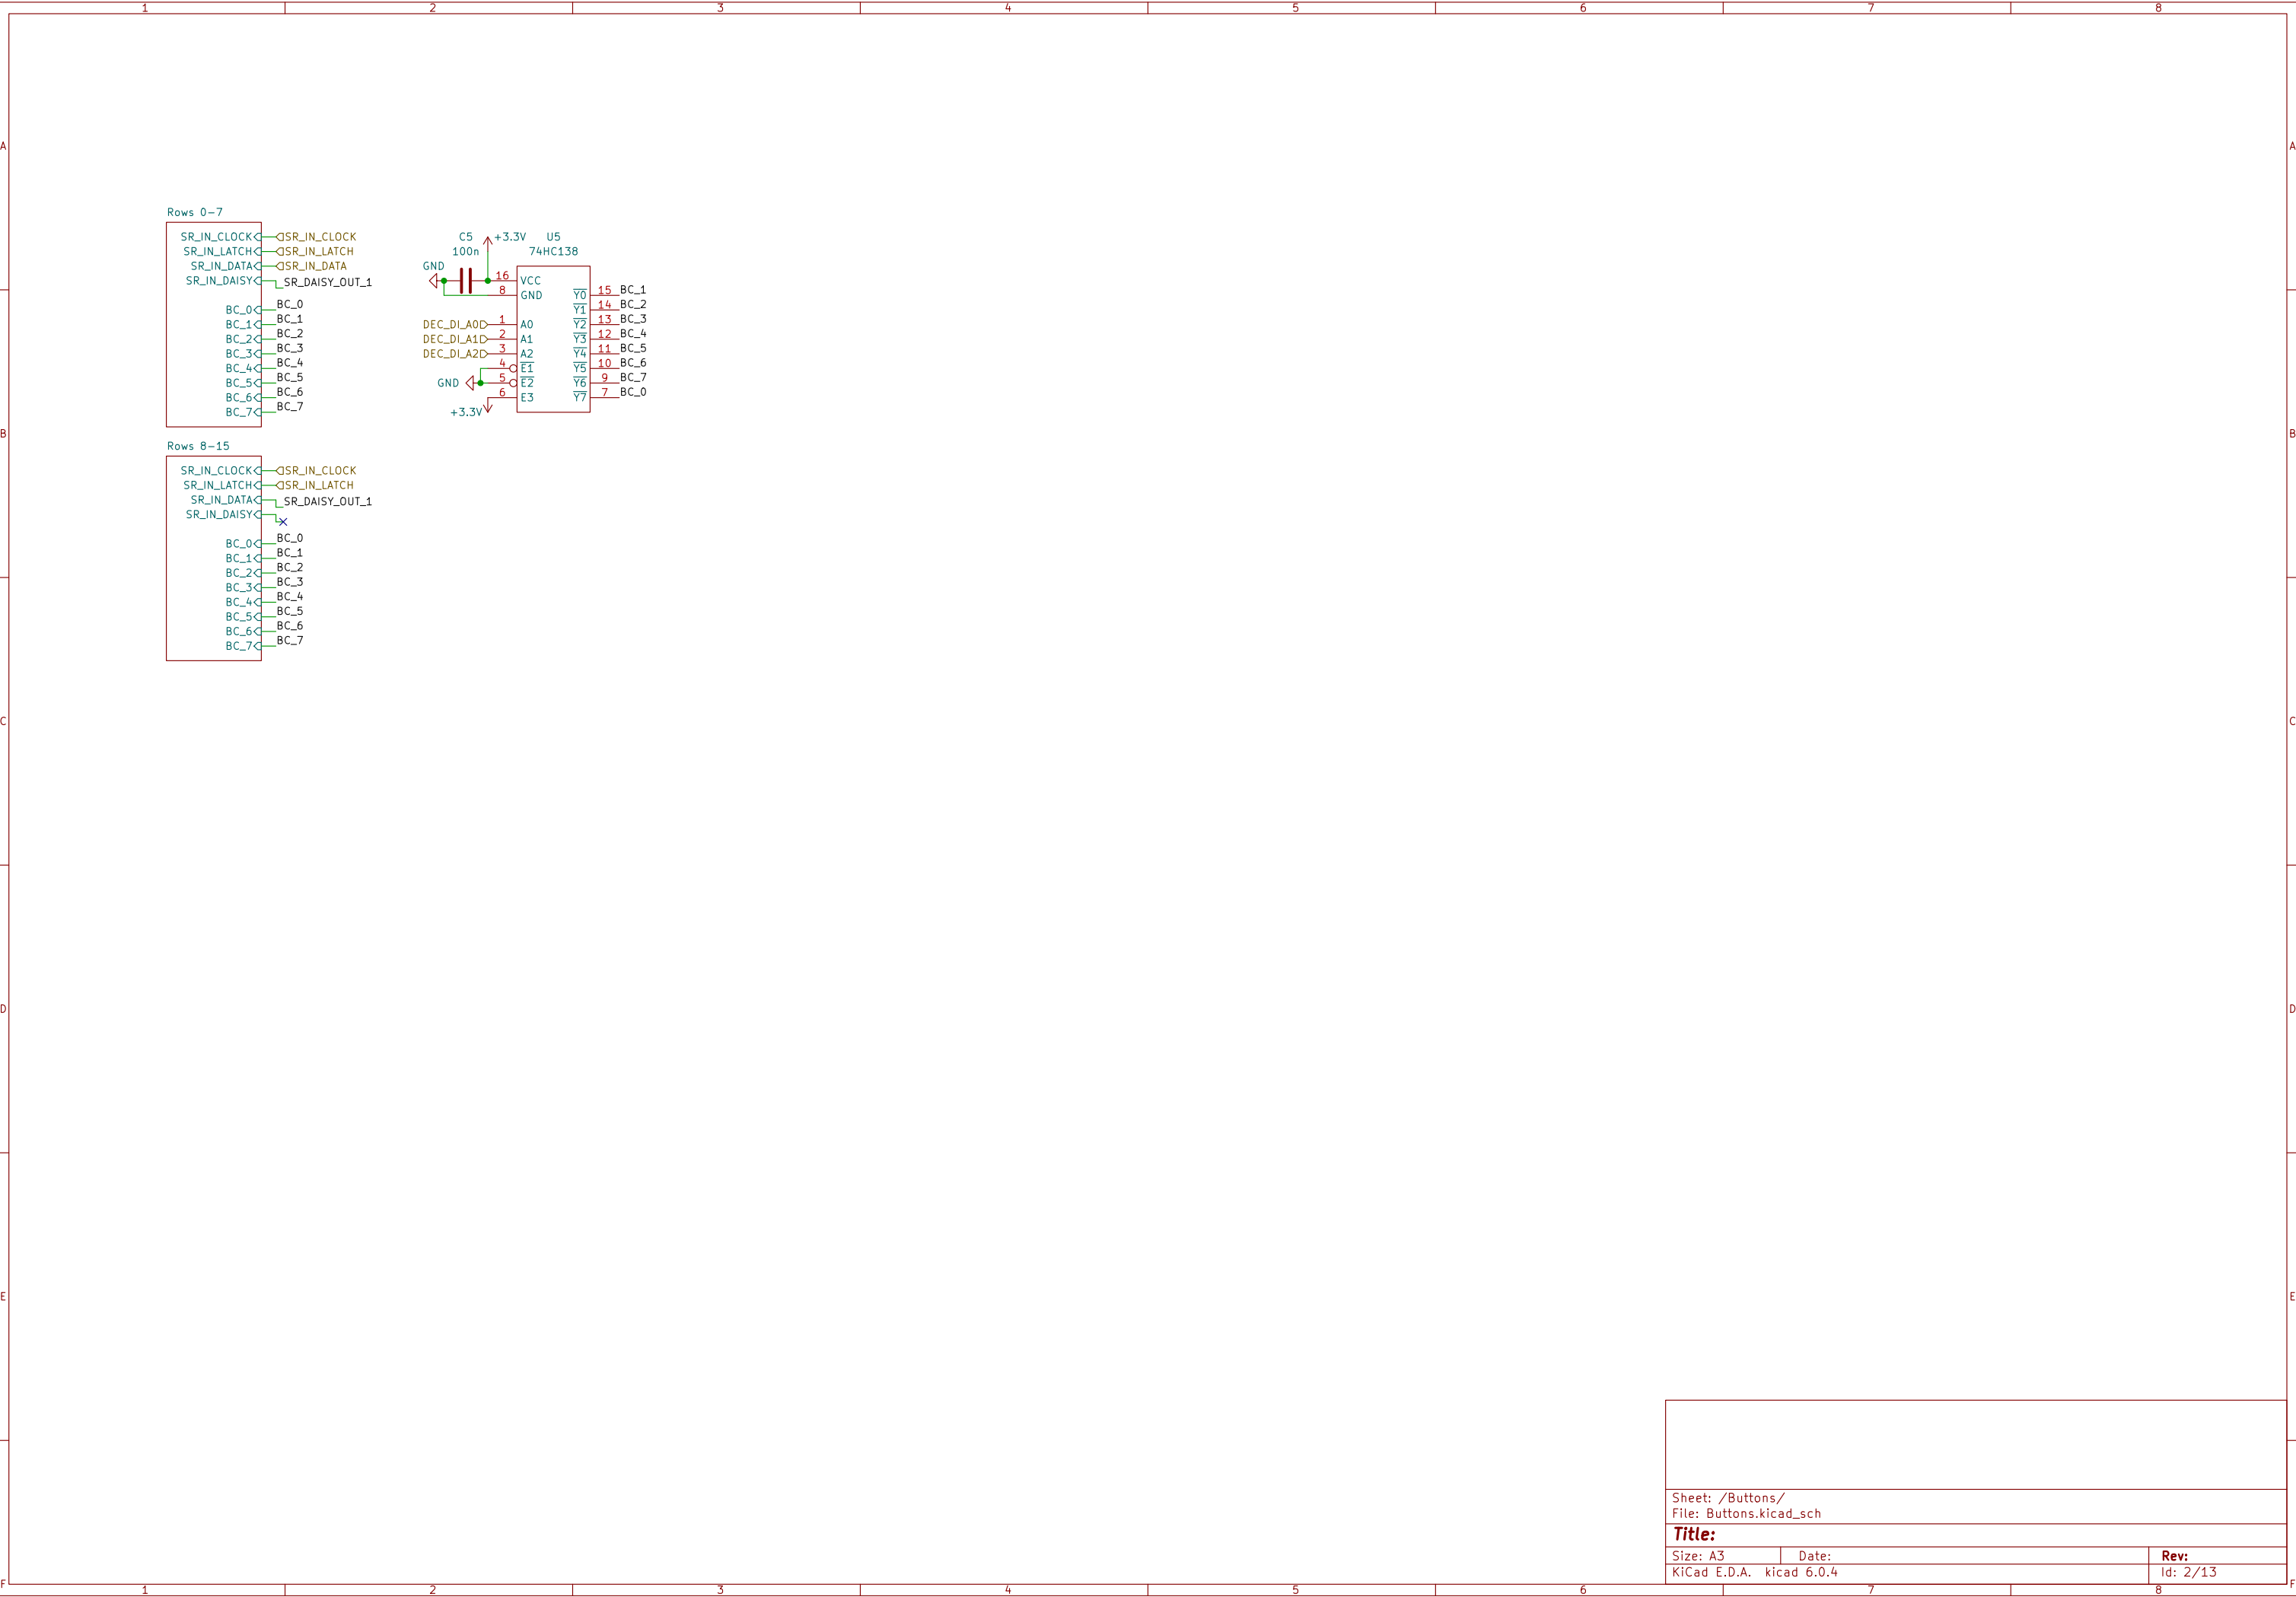 1 2 3 4 5 6 7 8
A A
Rows 0-7
SR_IN_CLOCK SR_IN_CLOCK
SR_IN_LATCH SR_IN_LATCH
SR_IN_DATA SR_IN_DATA
SR_IN_DAISY SR_DAISY_OUT_1
BC_0 BC_0
BC_1 BC_1
BC_2 BC_2
BC_3 BC_3
BC_4 BC_4
BC_5 BC_5
BC_6 BC_6
BC_7 BC_7
C5 +3.3V U5
100n 74HC138
GND
16 VCC
8 GND Y0 15 BC_1
Y1 14 BC_2
DEC_DI_A0 1 A0 Y2 13 BC_3
DEC_DI_A1 2 A1 Y3 12 BC_4
DEC_DI_A2 3 A2 Y4 11 BC_5
4 E1 Y5 10 BC_6
GND 5 E2 Y6 9 BC_7
6 E3 Y7 7 BC_0
+3.3V
B B
Rows 8-15
SR_IN_CLOCK SR_IN_CLOCK
SR_IN_LATCH SR_IN_LATCH
SR_IN_DATA SR_DAISY_OUT_1
SR_IN_DAISY
BC_0 BC_0
BC_1 BC_1
BC_2 BC_2
BC_3 BC_3
BC_4 BC_4
BC_5 BC_5
BC_6 BC_6
BC_7 BC_7
C C
D D
E E
Sheet: /Buttons/
File: Buttons.kicad_sch
Title:
Size: A3 Date: Rev:
KiCad E.D.A. kicad 6.0.4 Id: 2/13
F F
1 2 3 4 5 6 7 8